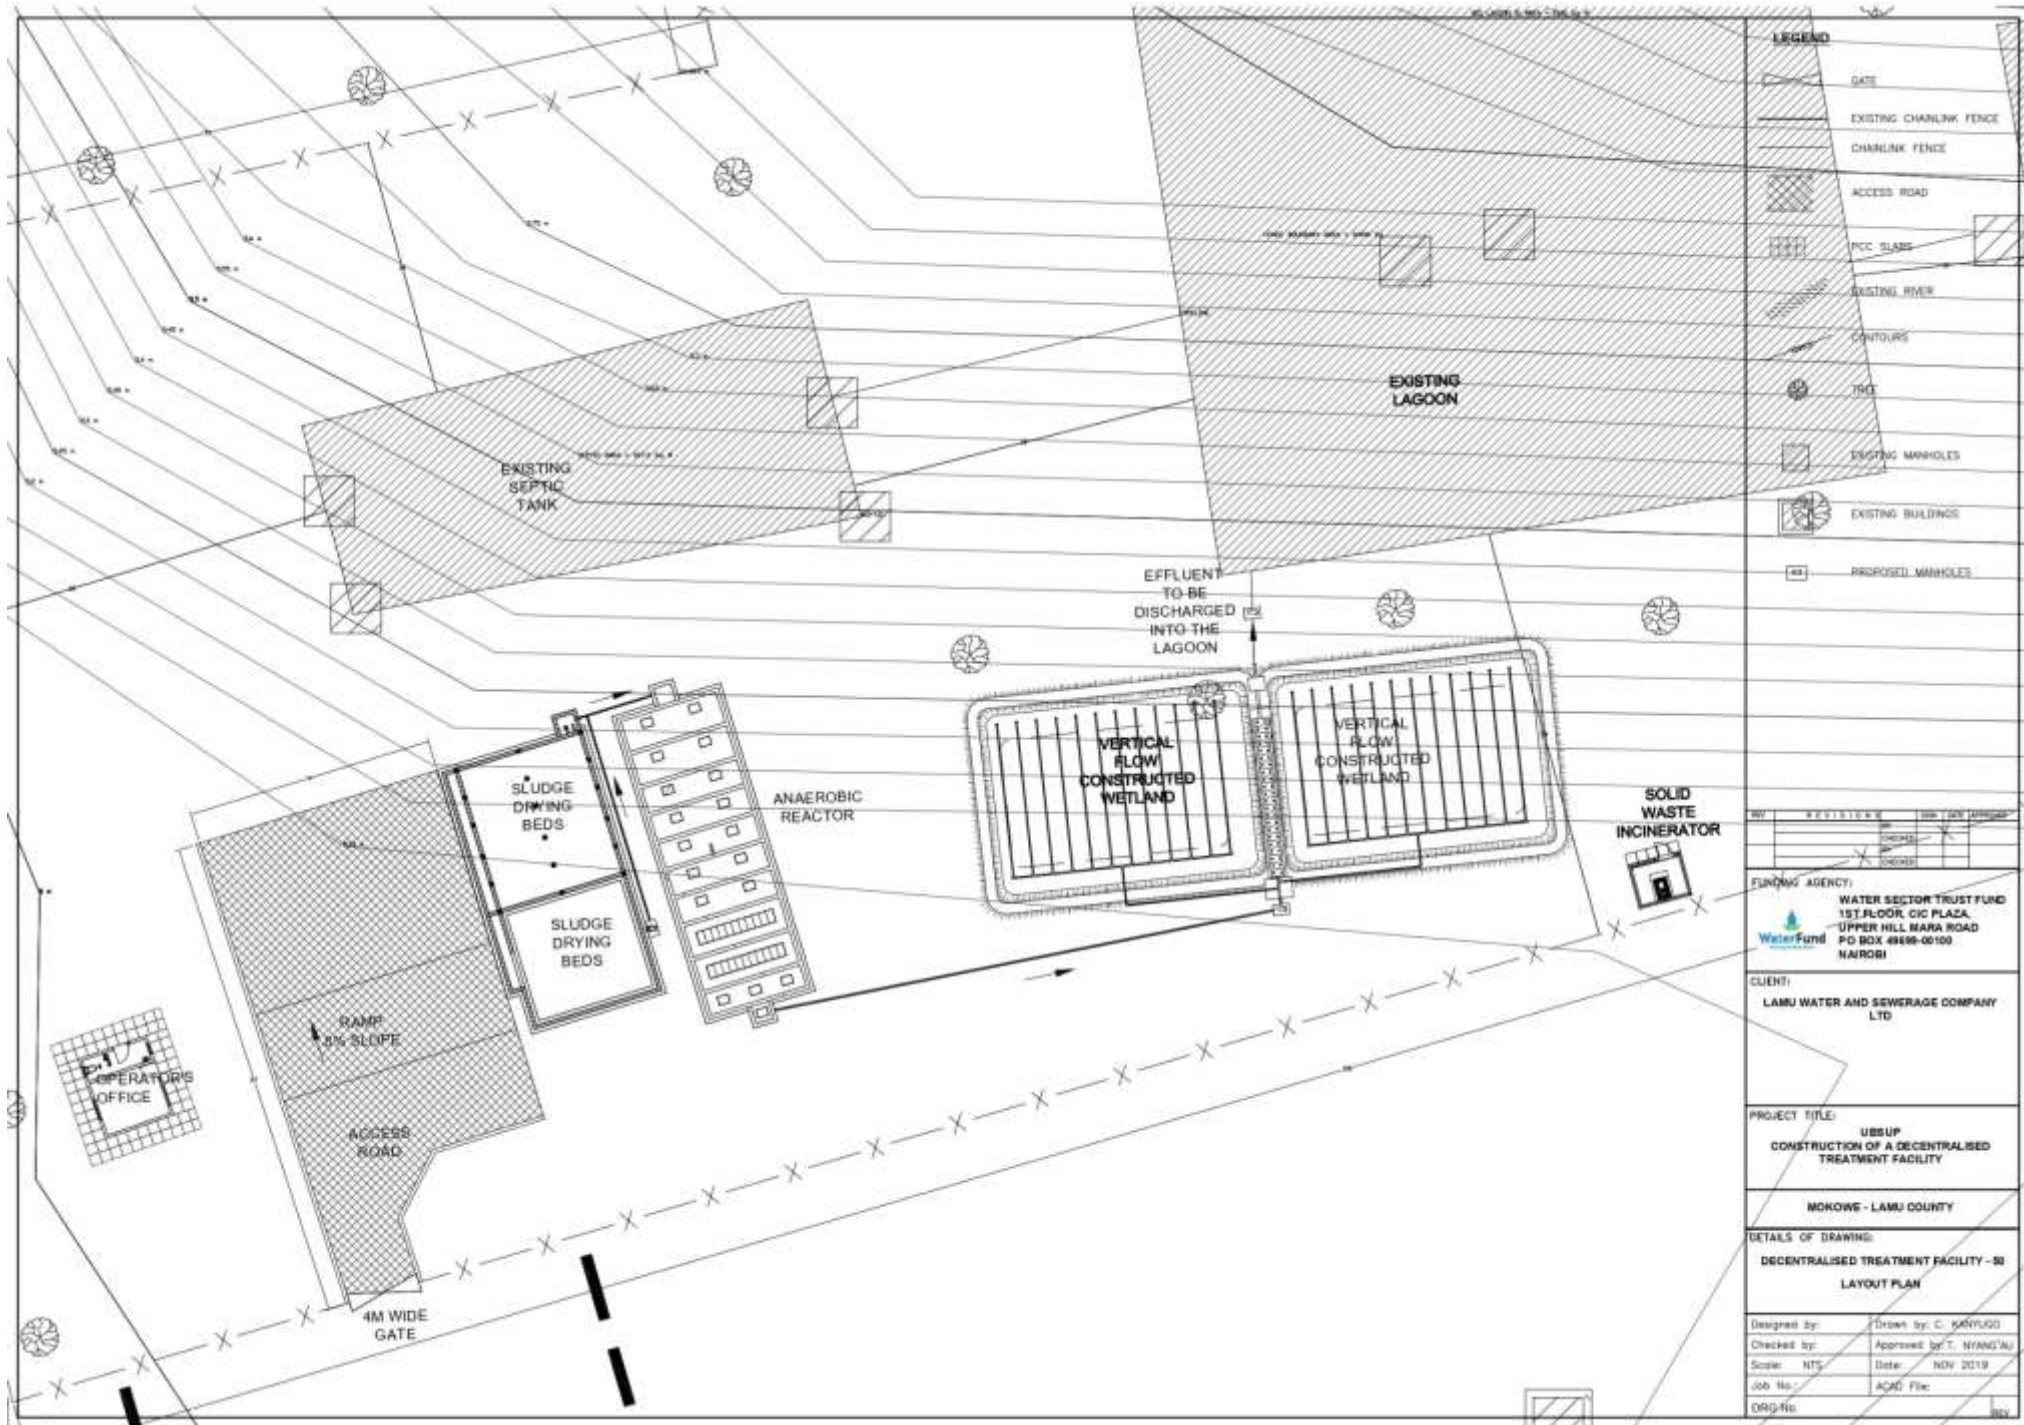 EXISTING
LAGOON
EXISTING
SEPTIC
TANK
EFFLUENT
TO BE
DISCHARGED
INTO THE
LAGOON
VERTICAL
FLOW
CONSTRUCTED
WETLAND
VERTICAL
FLOW
CONSTRUCTED
WETLAND
SOLID
WASTE
INCINERATOR
ANAEROBIC
REACTOR
SLUDGE
DRYING
BEDS
SLUDGE
DRYING
BEDS
RAMP
8% SLOPE
OPERATOR'S
OFFICE
ACCESS
ROAD
4M WIDE
GATE
LEGEND
GATE
EXISTING CHAINLINK FENCE
CHAINLINK FENCE
ACCESS ROAD
PCC SLABS
EXISTING RIVER
CONTOURS
TREE
EXISTING MANHOLES
EXISTING BUILDINGS
PROPOSED MANHOLES
REVISIONS
CHECKED
CHECKED
FUNDING AGENCY:
WaterFund
WATER SECTOR TRUST FUND
1ST FLOOR, CIC PLAZA,
UPPER HILL MARA ROAD
PO BOX 49699-00100
NAIROBI
CLIENT:
LAMU WATER AND SEWERAGE COMPANY
LTD
PROJECT TITLE:
UBSUP
CONSTRUCTION OF A DECENTRALISED
TREATMENT FACILITY
MOKOWE - LAMU COUNTY
DETAILS OF DRAWING:
DECENTRALISED TREATMENT FACILITY - 50
LAYOUT PLAN
Designed by: Drawn by: C. KANYUGO
Checked by: Approved by: T. NYANG'AU
Scale: NTS Date: NOV 2019
Job No.: ACAD File:
DRG No. REV